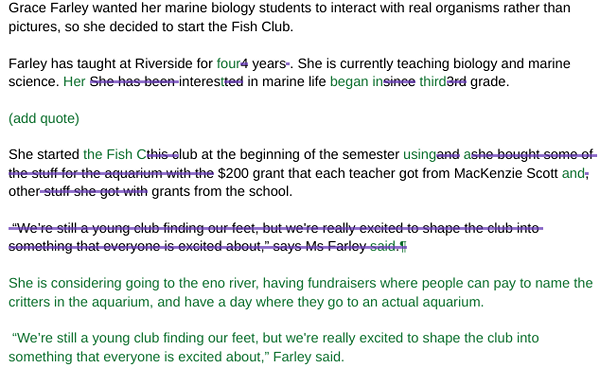 Grace Farley wanted her marine biology students to interact with real organisms rather than
pictures, so she decided to start the Fish Club.
Farley has taught at Riverside for four4 years-. She is currently teaching biology and marine
science. Her She has been interestted in marine life began insince third3rd grade.
(add quote)
She started the Fish Cthis club at the beginning of the semester usingand ashe bought some of
the stuff for the aquarium with the $200 grant that each teacher got from MacKenzie Scott and,
other stuff she got with grants from the school.
“We’re still a young club finding our feet, but we’re really excited to shape the club into
something that everyone is excited about,” says Ms Farley said.¶
She is considering going to the eno river, having fundraisers where people can pay to name the
critters in the aquarium, and have a day where they go to an actual aquarium.
“We’re still a young club finding our feet, but we’re really excited to shape the club into
something that everyone is excited about,” Farley said.